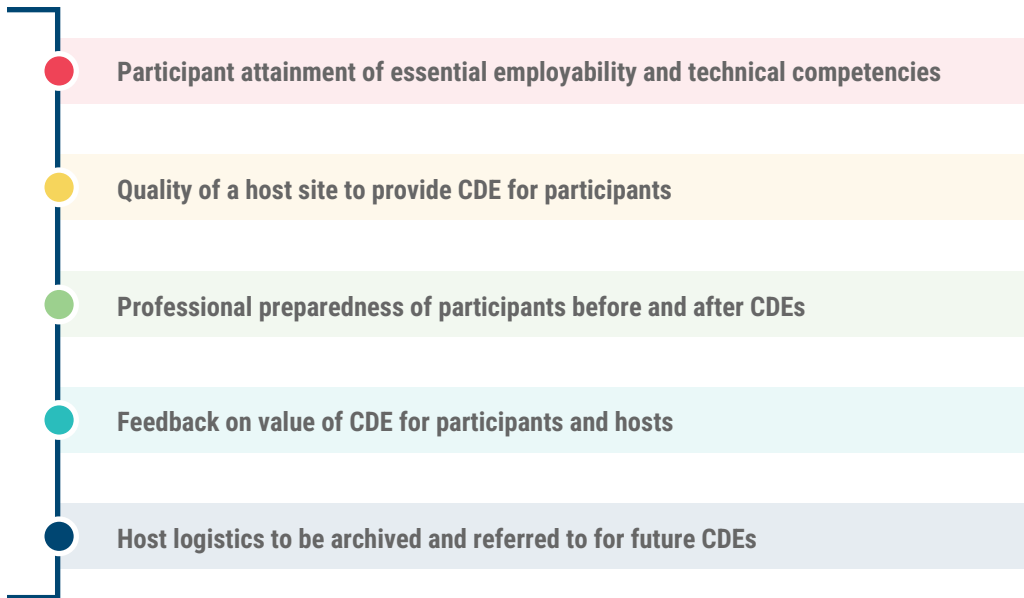 Participant attainment of essential employability and technical competencies
Quality of a host site to provide CDE for participants
Professional preparedness of participants before and after CDEs
Feedback on value of CDE for participants and hosts
Host logistics to be archived and referred to for future CDEs